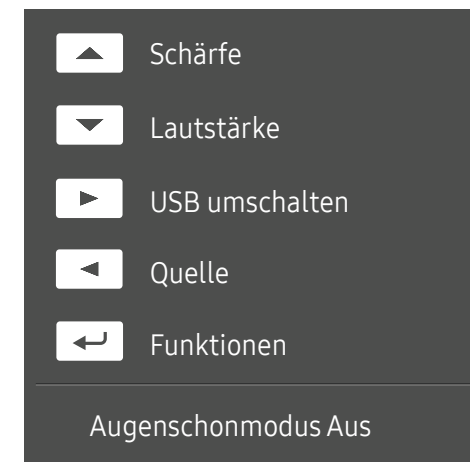 Schärfe
Lautstärke
USB umschalten
Quelle
Funktionen
Augenschonmodus Aus